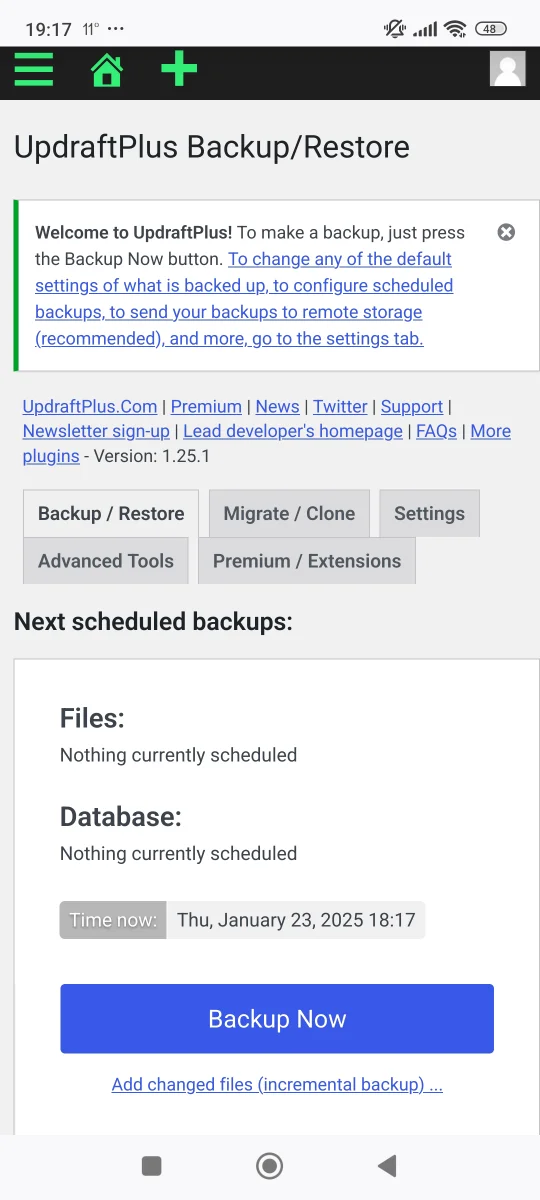 19:17 11° ...
48
UpdraftPlus Backup/Restore
Welcome to UpdraftPlus! To make a backup, just press
the Backup Now button. To change any of the default
settings of what is backed up, to configure scheduled
backups, to send your backups to remote storage
(recommended), and more, go to the settings tab.
UpdraftPlus.Com | Premium | News | Twitter | Support |
Newsletter sign-up | Lead developer's homepage | FAQs | More
plugins - Version: 1.25.1
Backup / Restore Migrate / Clone Settings
Advanced Tools Premium / Extensions
Next scheduled backups:
Files:
Nothing currently scheduled
Database:
Nothing currently scheduled
Time now: Thu, January 23, 2025 18:17
Backup Now
Add changed files (incremental backup) ...